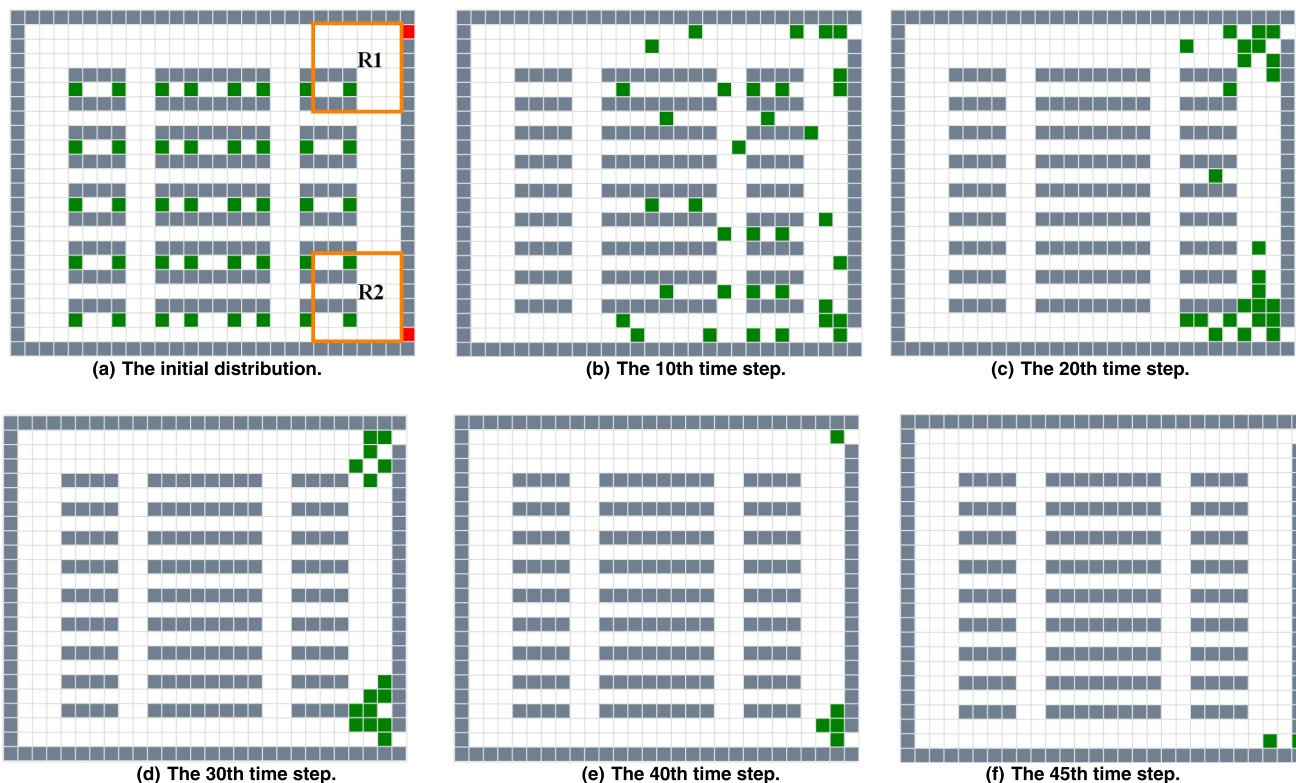 R1
R2
(a) The initial distribution.
(b) The 10th time step.
(c) The 20th time step.
(d) The 30th time step.
(e) The 40th time step.
(f) The 45th time step.